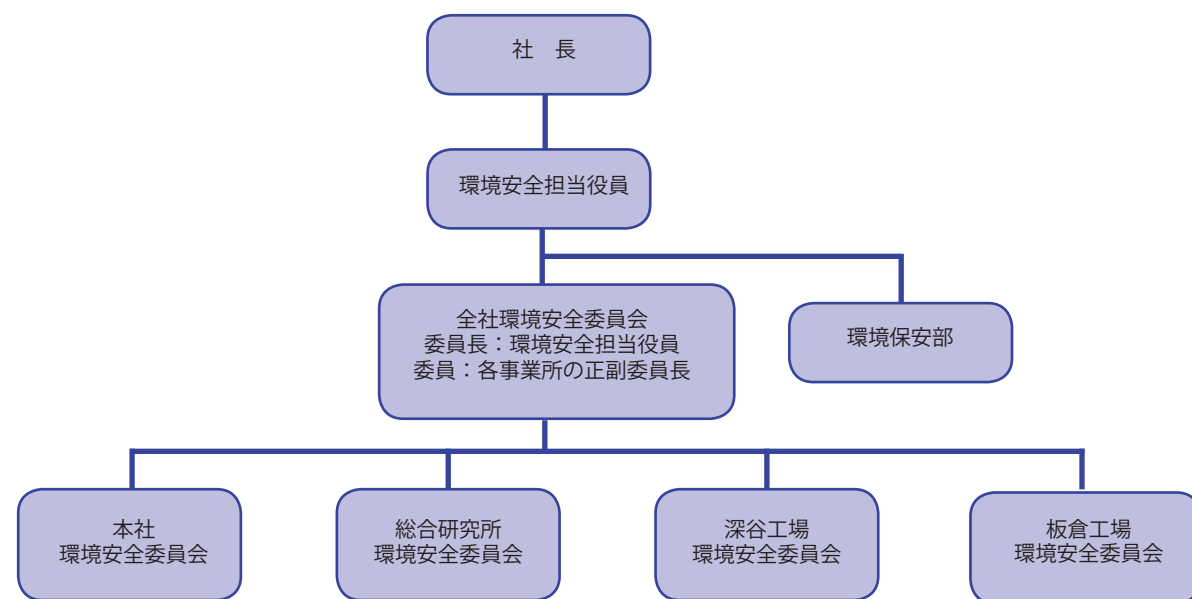 社　長
環境安全担当役員
全社環境安全委員会
委員長：環境安全担当役員
委員：各事業所の正副委員長
環境保安部
本社
環境安全委員会
総合研究所
環境安全委員会
深谷工場
環境安全委員会
板倉工場
環境安全委員会